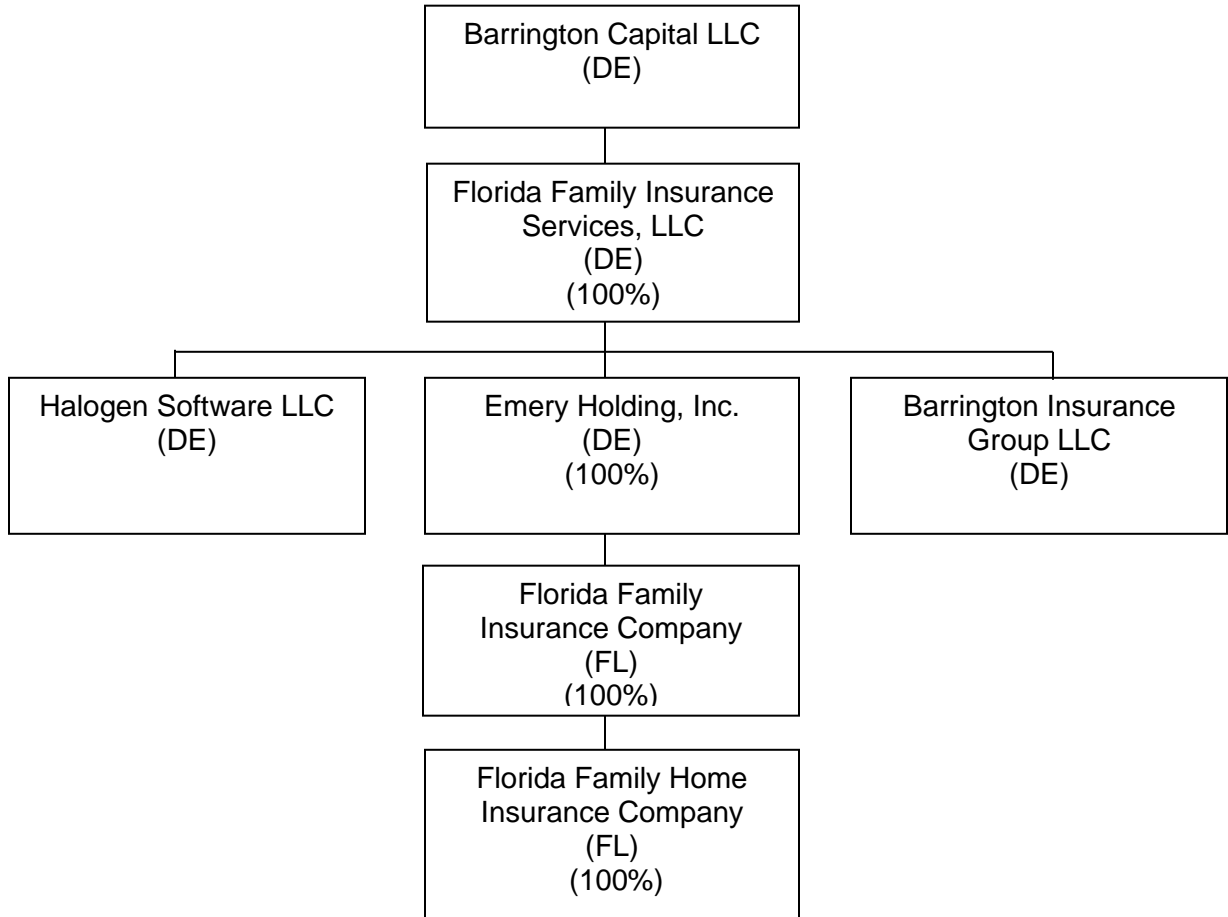 Barrington Capital LLC
(DE)
Florida Family Insurance
Services, LLC
(DE)
(100%)
Halogen Software LLC
(DE)
Emery Holding, Inc.
(DE)
(100%)
Barrington Insurance
Group LLC
(DE)
Florida Family
Insurance Company
(FL)
(100%)
Florida Family Home
Insurance Company
(FL)
(100%)